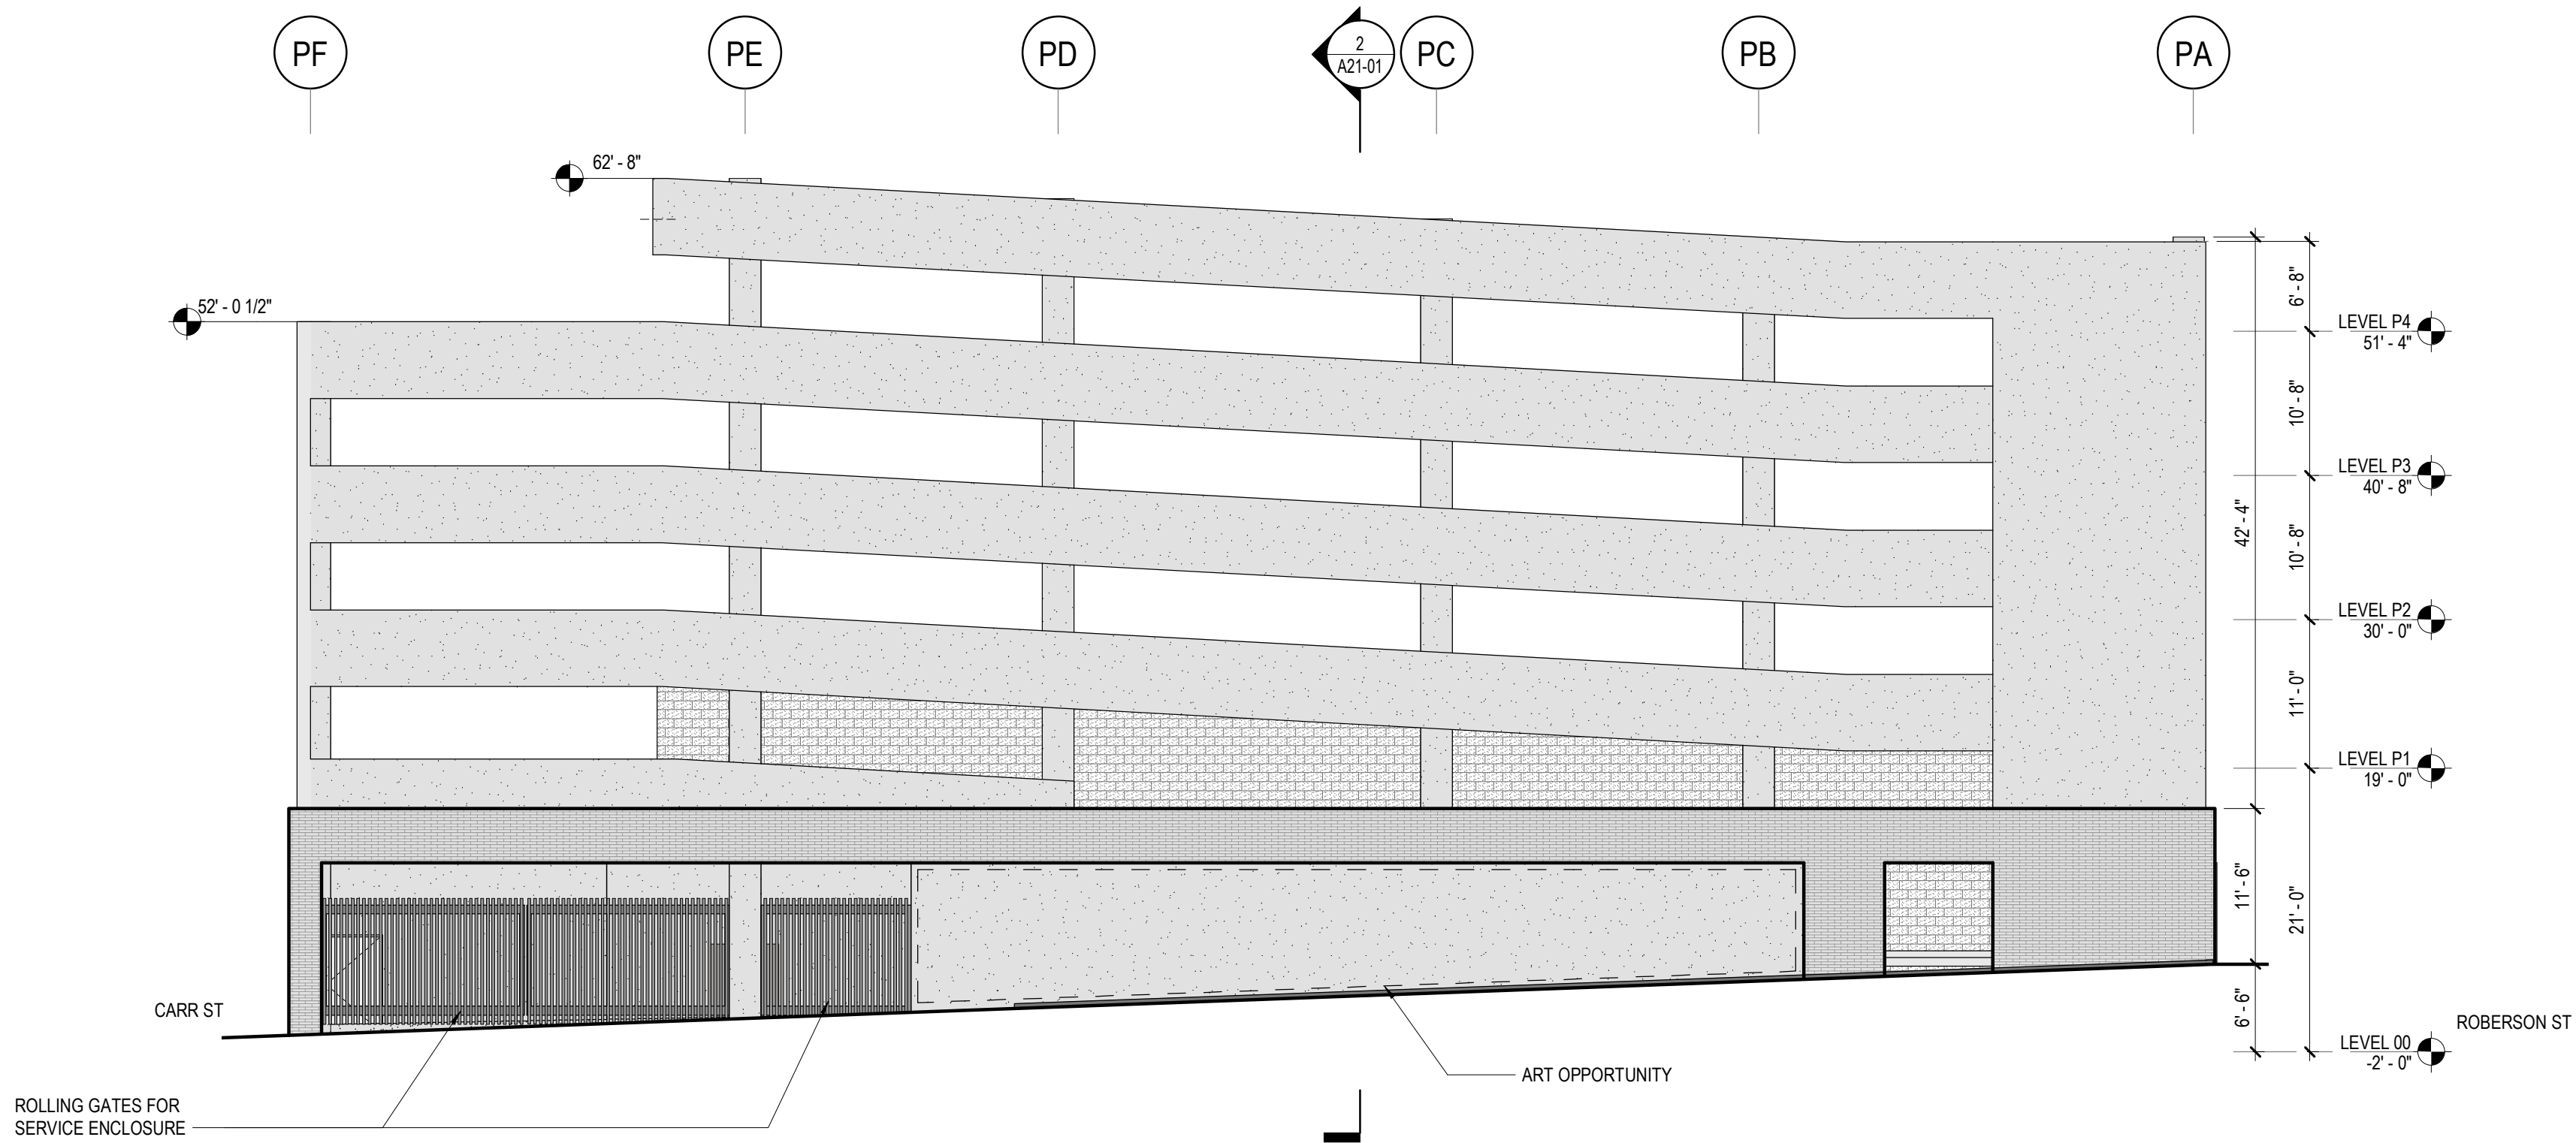 PF
PE
PD
2
A21-01
PC
PB
PA
62' - 8"
52' - 0 1/2"
6' - 8"
LEVEL P4
51' - 4"
10' - 8"
LEVEL P3
40' - 8"
42' - 4"
10' - 8"
LEVEL P2
30' - 0"
11' - 0"
LEVEL P1
19' - 0"
11' - 6"
21' - 0"
CARR ST
6' - 6"
ROBERSON ST
LEVEL 00
-2' - 0"
ART OPPORTUNITY
ROLLING GATES FOR
SERVICE ENCLOSURE